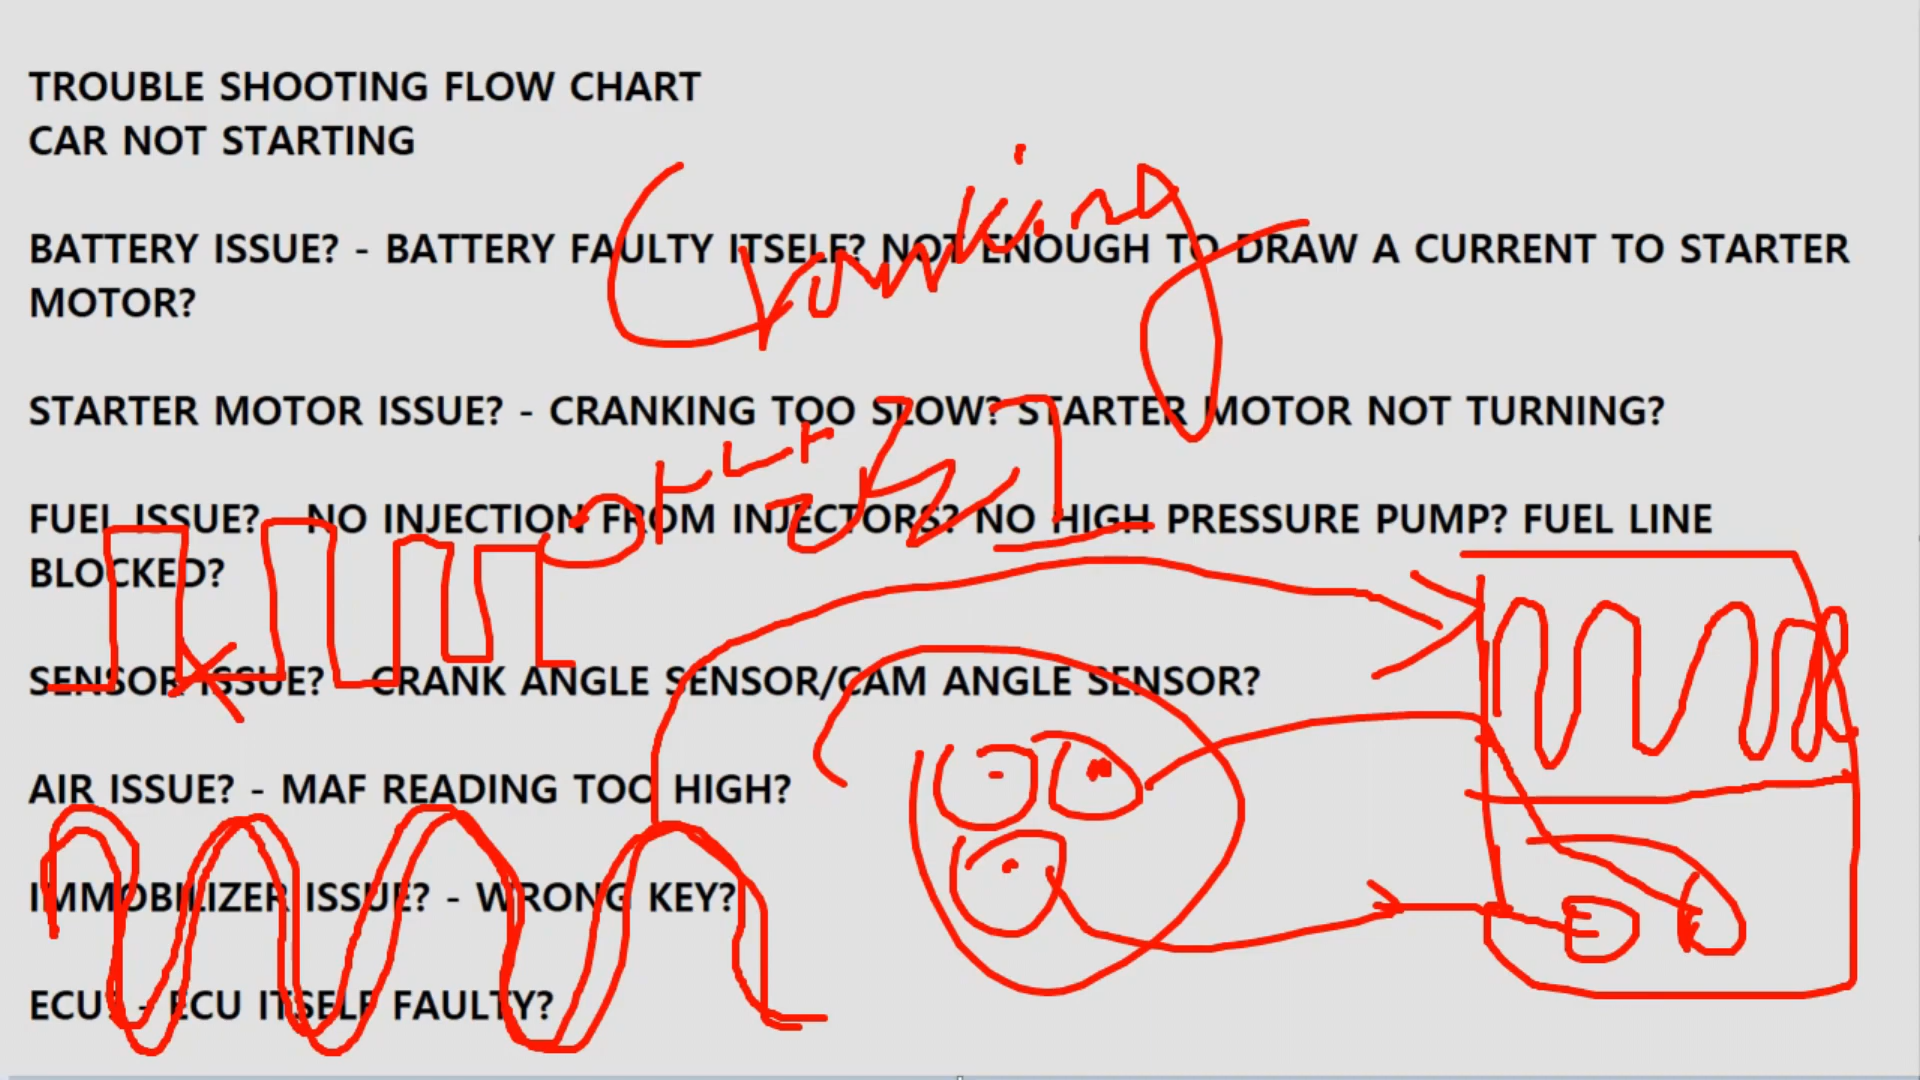 TROUBLE SHOOTING FLOW CHART
CAR NOT STARTING
Cranking
BATTERY ISSUE? - BATTERY FAULTY ITSELF? NOT ENOUGH TO DRAW A CURRENT TO STARTER
MOTOR?
STARTER MOTOR ISSUE? - CRANKING TOO SLOW? STARTER MOTOR NOT TURNING?
FUEL ISSUE? - NO INJECTION FROM INJECTORS? NO HIGH PRESSURE PUMP? FUEL LINE
BLOCKED?
SENSOR ISSUE? - CRANK ANGLE SENSOR/CAM ANGLE SENSOR?
AIR ISSUE? - MAF READING TOO HIGH?
IMMOBILIZER ISSUE? - WRONG KEY?
ECU? - ECU ITSELF FAULTY?